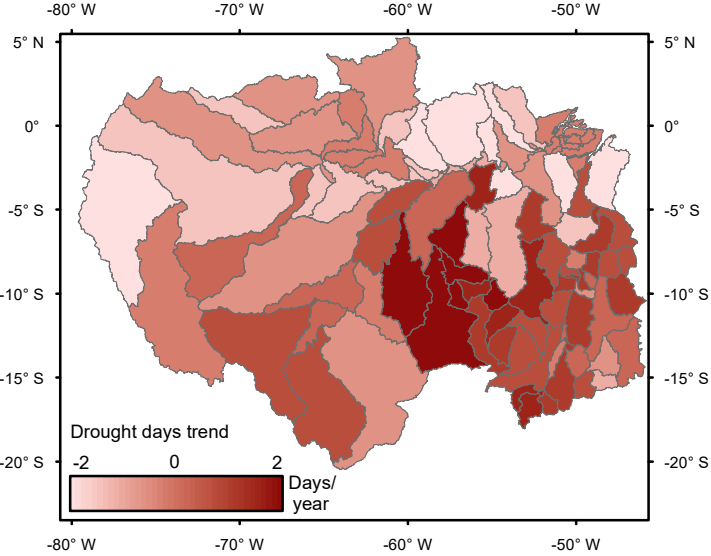 -80° W -70° W -60° W -50° W
5° N 5° N
0° 0°
-5° S -5° S
-10° S -10° S
-15° S -15° S
Drought days trend
-20° S -2 0 2 -20° S
Days/
year
-80° W -70° W -60° W -50° W